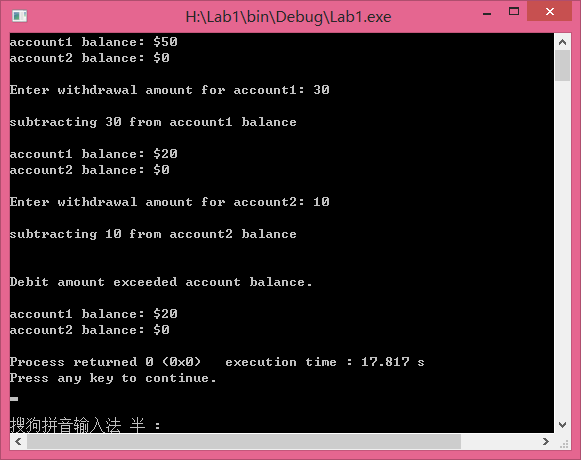 H:\Lab1\bin\Debug\Lab1.exe
account1 balance: $50
account2 balance: $0
Enter withdrawal amount for account1: 30
subtracting 30 from account1 balance
account1 balance: $20
account2 balance: $0
Enter withdrawal amount for account2: 10
subtracting 10 from account2 balance
Debit amount exceeded account balance.
account1 balance: $20
account2 balance: $0
Process returned 0 (0x0)   execution time : 17.817 s
Press any key to continue.
搜狗拼音输入法 半 :